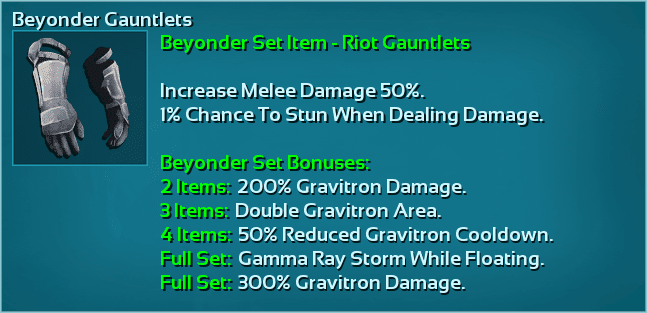 Beyonder Gauntlets
Beyonder Set Item - Riot Gauntlets
Increase Melee Damage 50%.
1% Chance To Stun When Dealing Damage.
Beyonder Set Bonuses:
2 Items: 200% Gravitron Damage.
3 Items: Double Gravitron Area.
4 Items: 50% Reduced Gravitron Cooldown.
Full Set: Gamma Ray Storm While Floating.
Full Set: 300% Gravitron Damage.